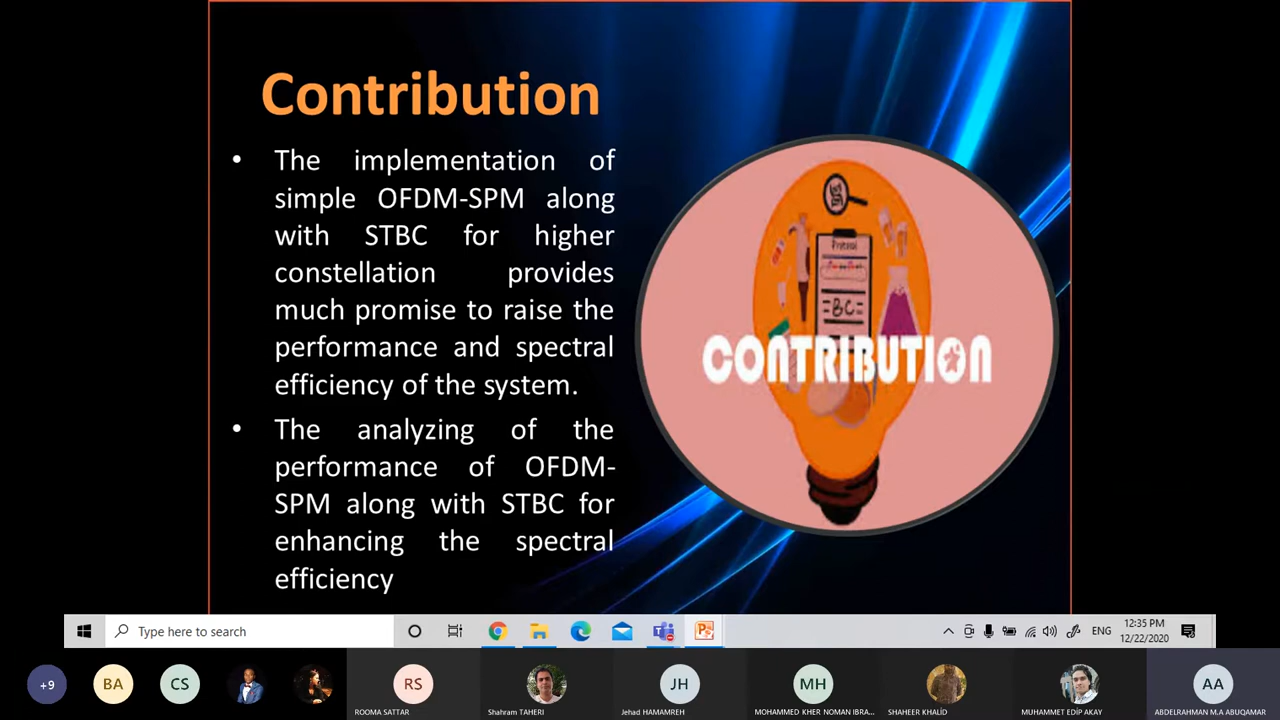 Contribution
• The implementation of
simple OFDM-SPM along
with STBC for higher
constellation provides
much promise to raise the
performance and spectral
efficiency of the system.
• The analyzing of the
performance of OFDM-
SPM along with STBC for
enhancing the spectral
efficiency
Protocol
=BC=
CONTRIBUTION
Type here to search
ENG
12:35 PM
12/22/2020
+9
BA
CS
RS
ROOMA SATTAR
Shahram TAHERI
JH
Jehad HAMAMREH
MH
MOHAMMED KHER NOMAN IBRA...
SHAHEER KHALİD
MUHAMMET EDİP AKAY
AA
ABDELRAHMAN M.A ABUQAMAR